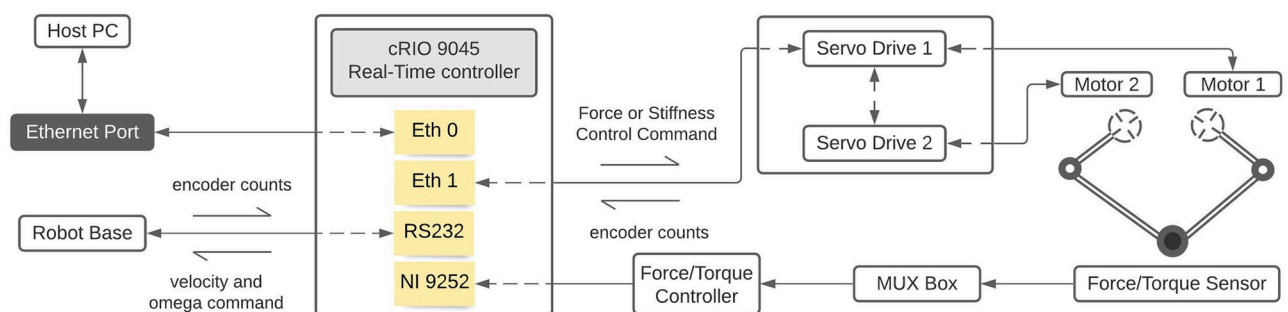 Host PC
Ethernet Port
encoder counts
Robot Base
velocity and
omega command
cRIO 9045
Real-Time controller
Eth 0
Eth 1
RS232
NI 9252
Force or Stiffness
Control Command
encoder counts
Servo Drive 1
Servo Drive 2
Motor 2
Motor 1
Force/Torque
Controller
MUX Box
Force/Torque Sensor